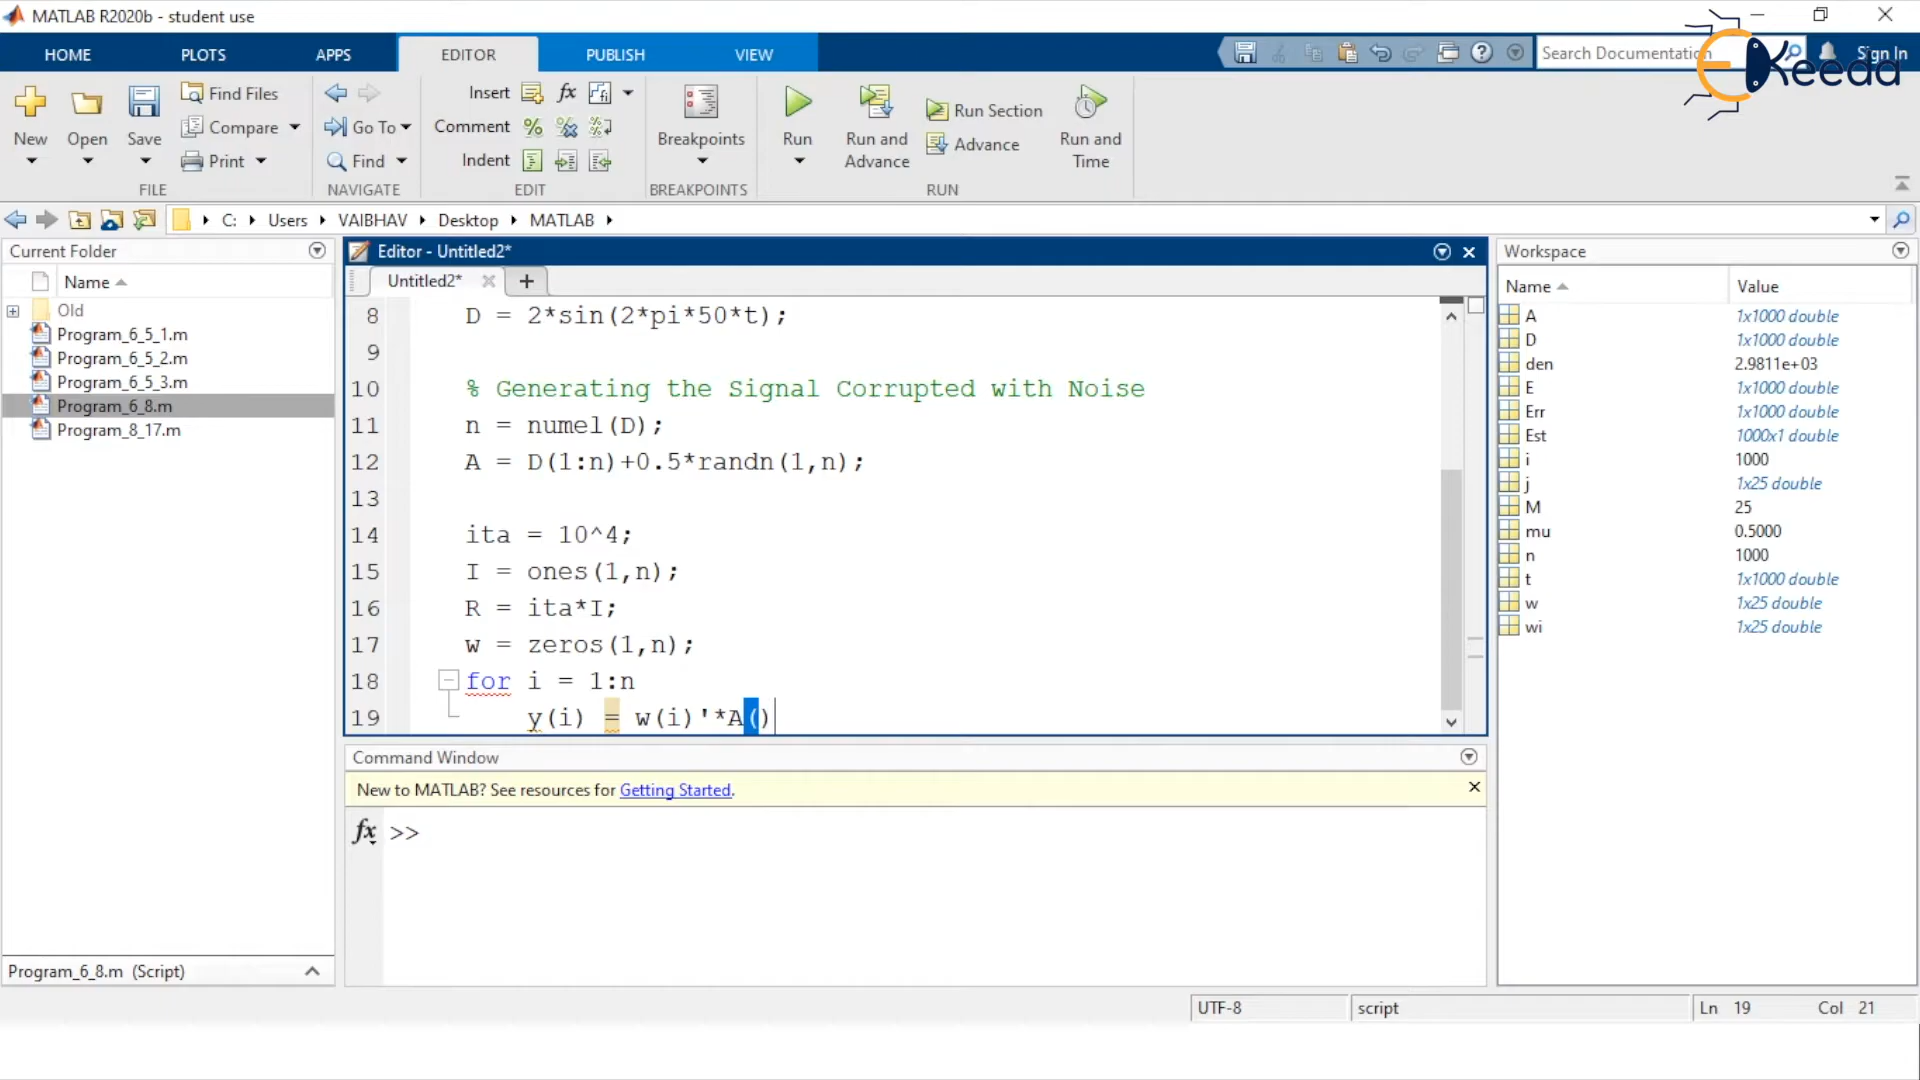 MATLAB R2020b - student use
HOME PLOTS APPS EDITOR PUBLISH VIEW Search Documentation Sign In
EKeeda
Find Files Insert fx
New Open Save Compare Go To Comment Breakpoints Run Run and Advance Run Section Advance Run and Time
Print Find Indent
FILE NAVIGATE EDIT BREAKPOINTS RUN
C: Users VAIBHAV Desktop MATLAB
Current Folder
Name
Old
Program_6_5_1.m
Program_6_5_2.m
Program_6_5_3.m
Program_6_8.m
Program_8_17.m
Program_6_8.m (Script)
Editor - Untitled2*
Untitled2*
8 D = 2*sin(2*pi*50*t);
9
10 % Generating the Signal Corrupted with Noise
11 n = numel(D);
12 A = D(1:n)+0.5*randn(1,n);
13
14 ita = 10^4;
15 I = ones(1,n);
16 R = ita*I;
17 w = zeros(1,n);
18 for i = 1:n
19 y(i) = w(i)'*A()
Command Window
New to MATLAB? See resources for Getting Started.
fx >>
Workspace
Name Value
A 1x1000 double
D 1x1000 double
den 2.9811e+03
E 1x1000 double
Err 1x1000 double
Est 1000x1 double
i 1000
j 1x25 double
M 25
mu 0.5000
n 1000
t 1x1000 double
w 1x25 double
wi 1x25 double
UTF-8 script Ln 19 Col 21